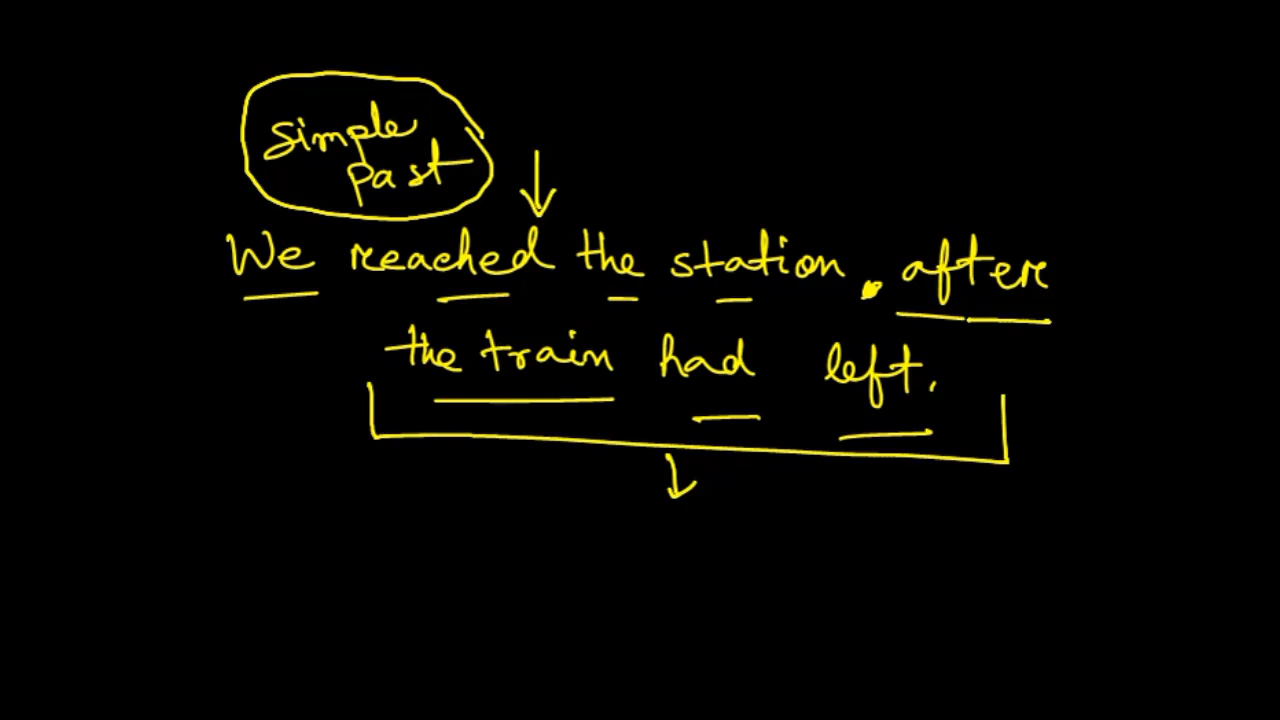 simple
past
We reached the station. after
the train had left.